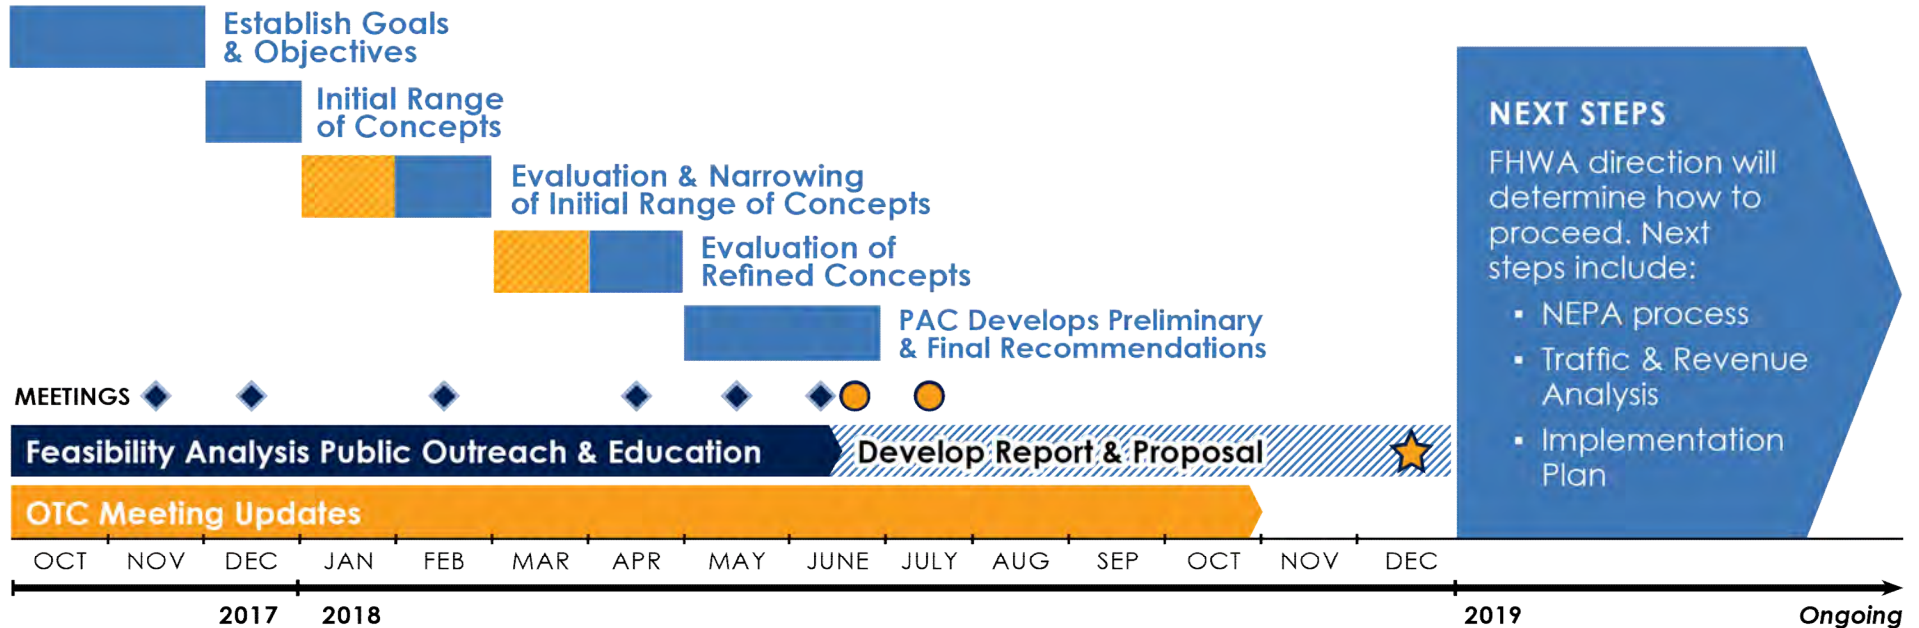 Establish Goals
& Objectives
Initial Range
of Concepts
Evaluation & Narrowing
of Initial Range of Concepts
Evaluation of
Refined Concepts
PAC Develops Preliminary
& Final Recommendations
MEETINGS
Feasibility Analysis Public Outreach & Education
Develop Report & Proposal
OTC Meeting Updates
OCT NOV DEC JAN FEB MAR APR MAY JUNE JULY AUG SEP OCT NOV DEC
2017 2018 2019 Ongoing
NEXT STEPS
FHWA direction will
determine how to
proceed. Next
steps include:
▪ NEPA process
▪ Traffic & Revenue
Analysis
▪ Implementation
Plan